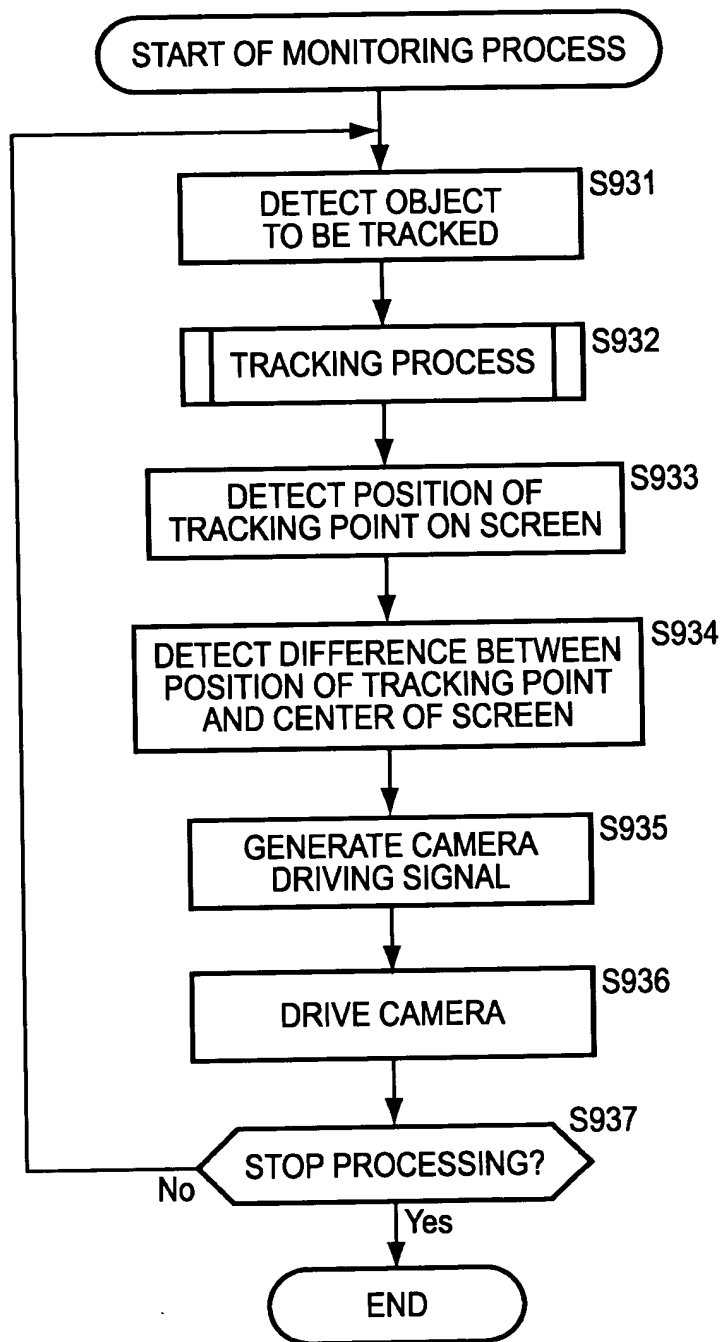 START OF MONITORING PROCESS
S931
DETECT OBJECT
TO BE TRACKED
S932
TRACKING PROCESS
S933
DETECT POSITION OF
TRACKING POINT ON SCREEN
S934
DETECT DIFFERENCE BETWEEN
POSITION OF TRACKING POINT
AND CENTER OF SCREEN
S935
GENERATE CAMERA
DRIVING SIGNAL
S936
DRIVE CAMERA
S937
STOP PROCESSING?
No
Yes
END